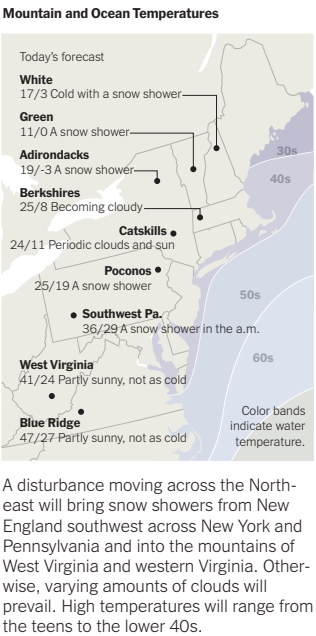 Mountain and Ocean Temperatures
Today's forecast
White
17/3 Cold with a snow shower
Green
11/0 A snow shower
Adirondacks
19/-3 A snow shower
Berkshires
25/8 Becoming cloudy
Catskills
24/11 Periodic clouds and sun
Poconos
25/19 A snow shower
Southwest Pa.
36/29 A snow shower in the a.m.
West Virginia
41/24 Partly sunny, not as cold
Blue Ridge
47/27 Partly sunny, not as cold
30s
40s
50s
60s
Color bands
indicate water
temperature.
A disturbance moving across the North-
east will bring snow showers from New
England southwest across New York and
Pennsylvania and into the mountains of
West Virginia and western Virginia. Other-
wise, varying amounts of clouds will
prevail. High temperatures will range from
the teens to the lower 40s.